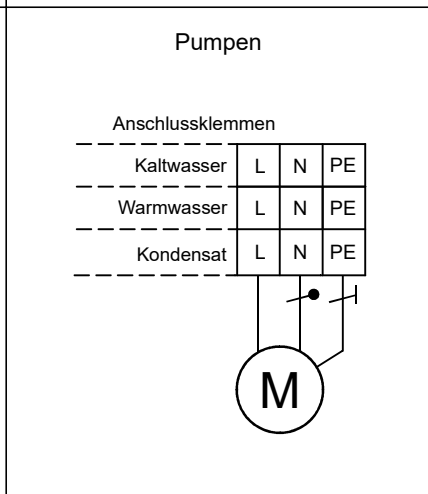 Pumpen
Anschlussklemmen
Kaltwasser L N PE
Warmwasser L N PE
Kondensat L N PE
M